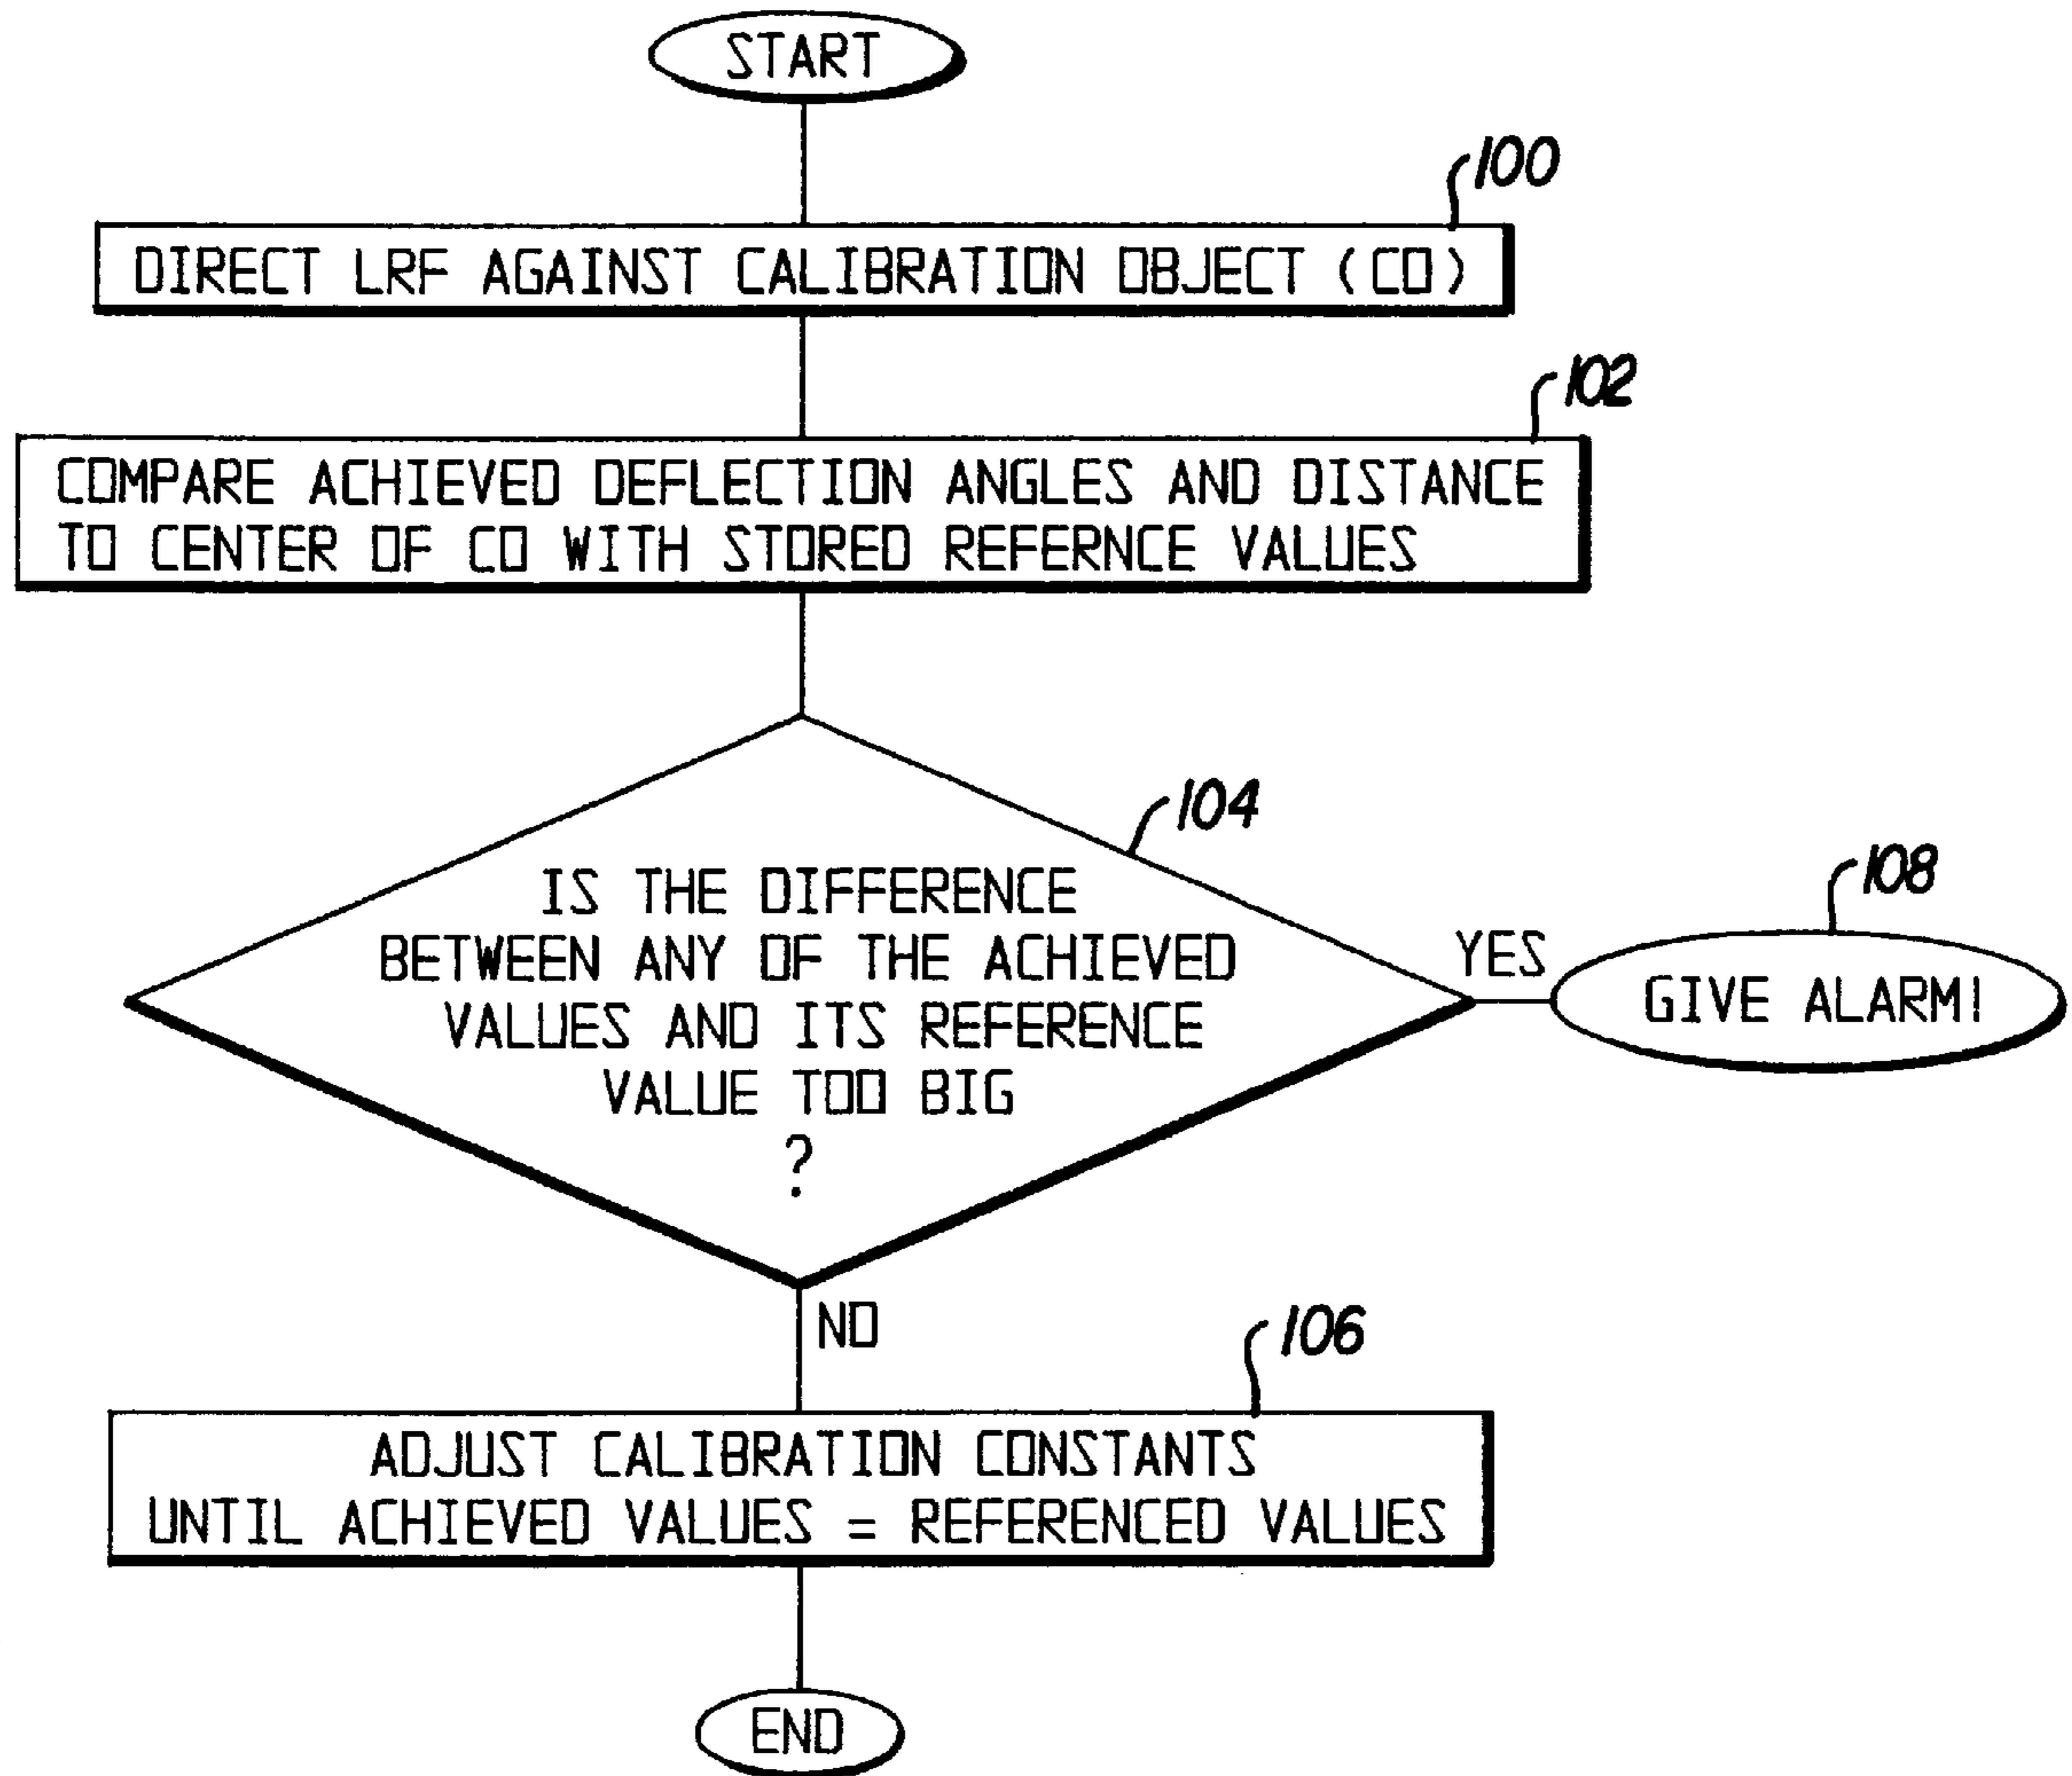 START
100
DIRECT LRF AGAINST CALIBRATION OBJECT (CO)
102
COMPARE ACHIEVED DEFLECTION ANGLES AND DISTANCE
TO CENTER OF CO WITH STORED REFERNCE VALUES
104
IS THE DIFFERENCE
BETWEEN ANY OF THE ACHIEVED
VALUES AND ITS REFERENCE
VALUE TOO BIG
?
YES
108
GIVE ALARM!
NO
106
ADJUST CALIBRATION CONSTANTS
UNTIL ACHIEVED VALUES = REFERENCED VALUES
END